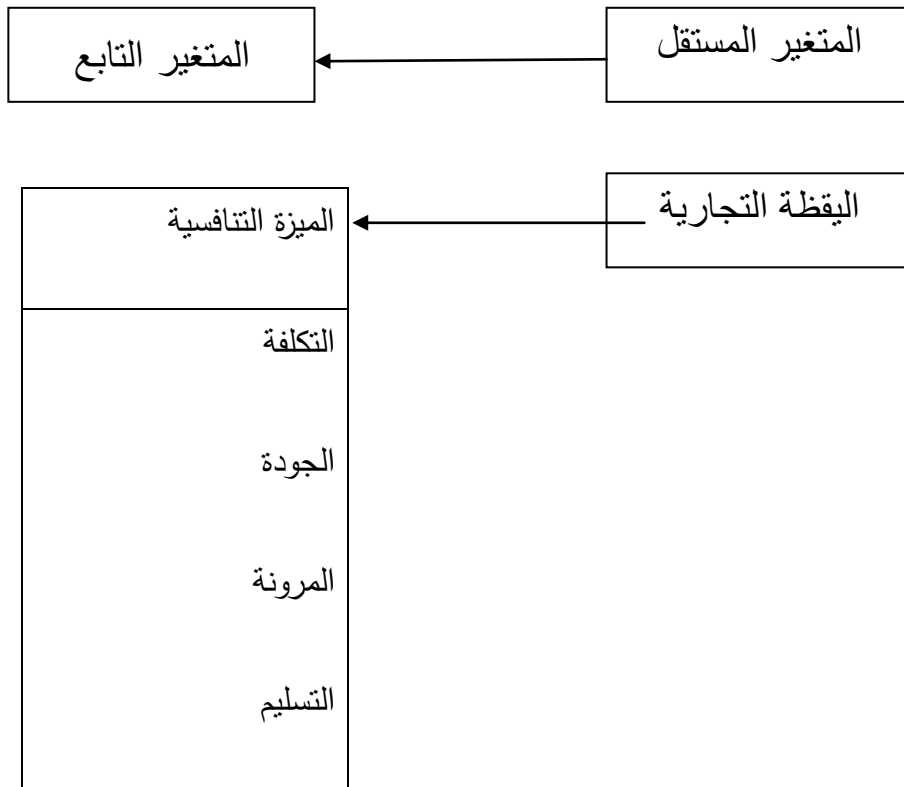 المتغير المستقل
المتغير التابع
اليقظة التجارية
الميزة التنافسية
التكلفة
الجودة
المرونة
التسليم